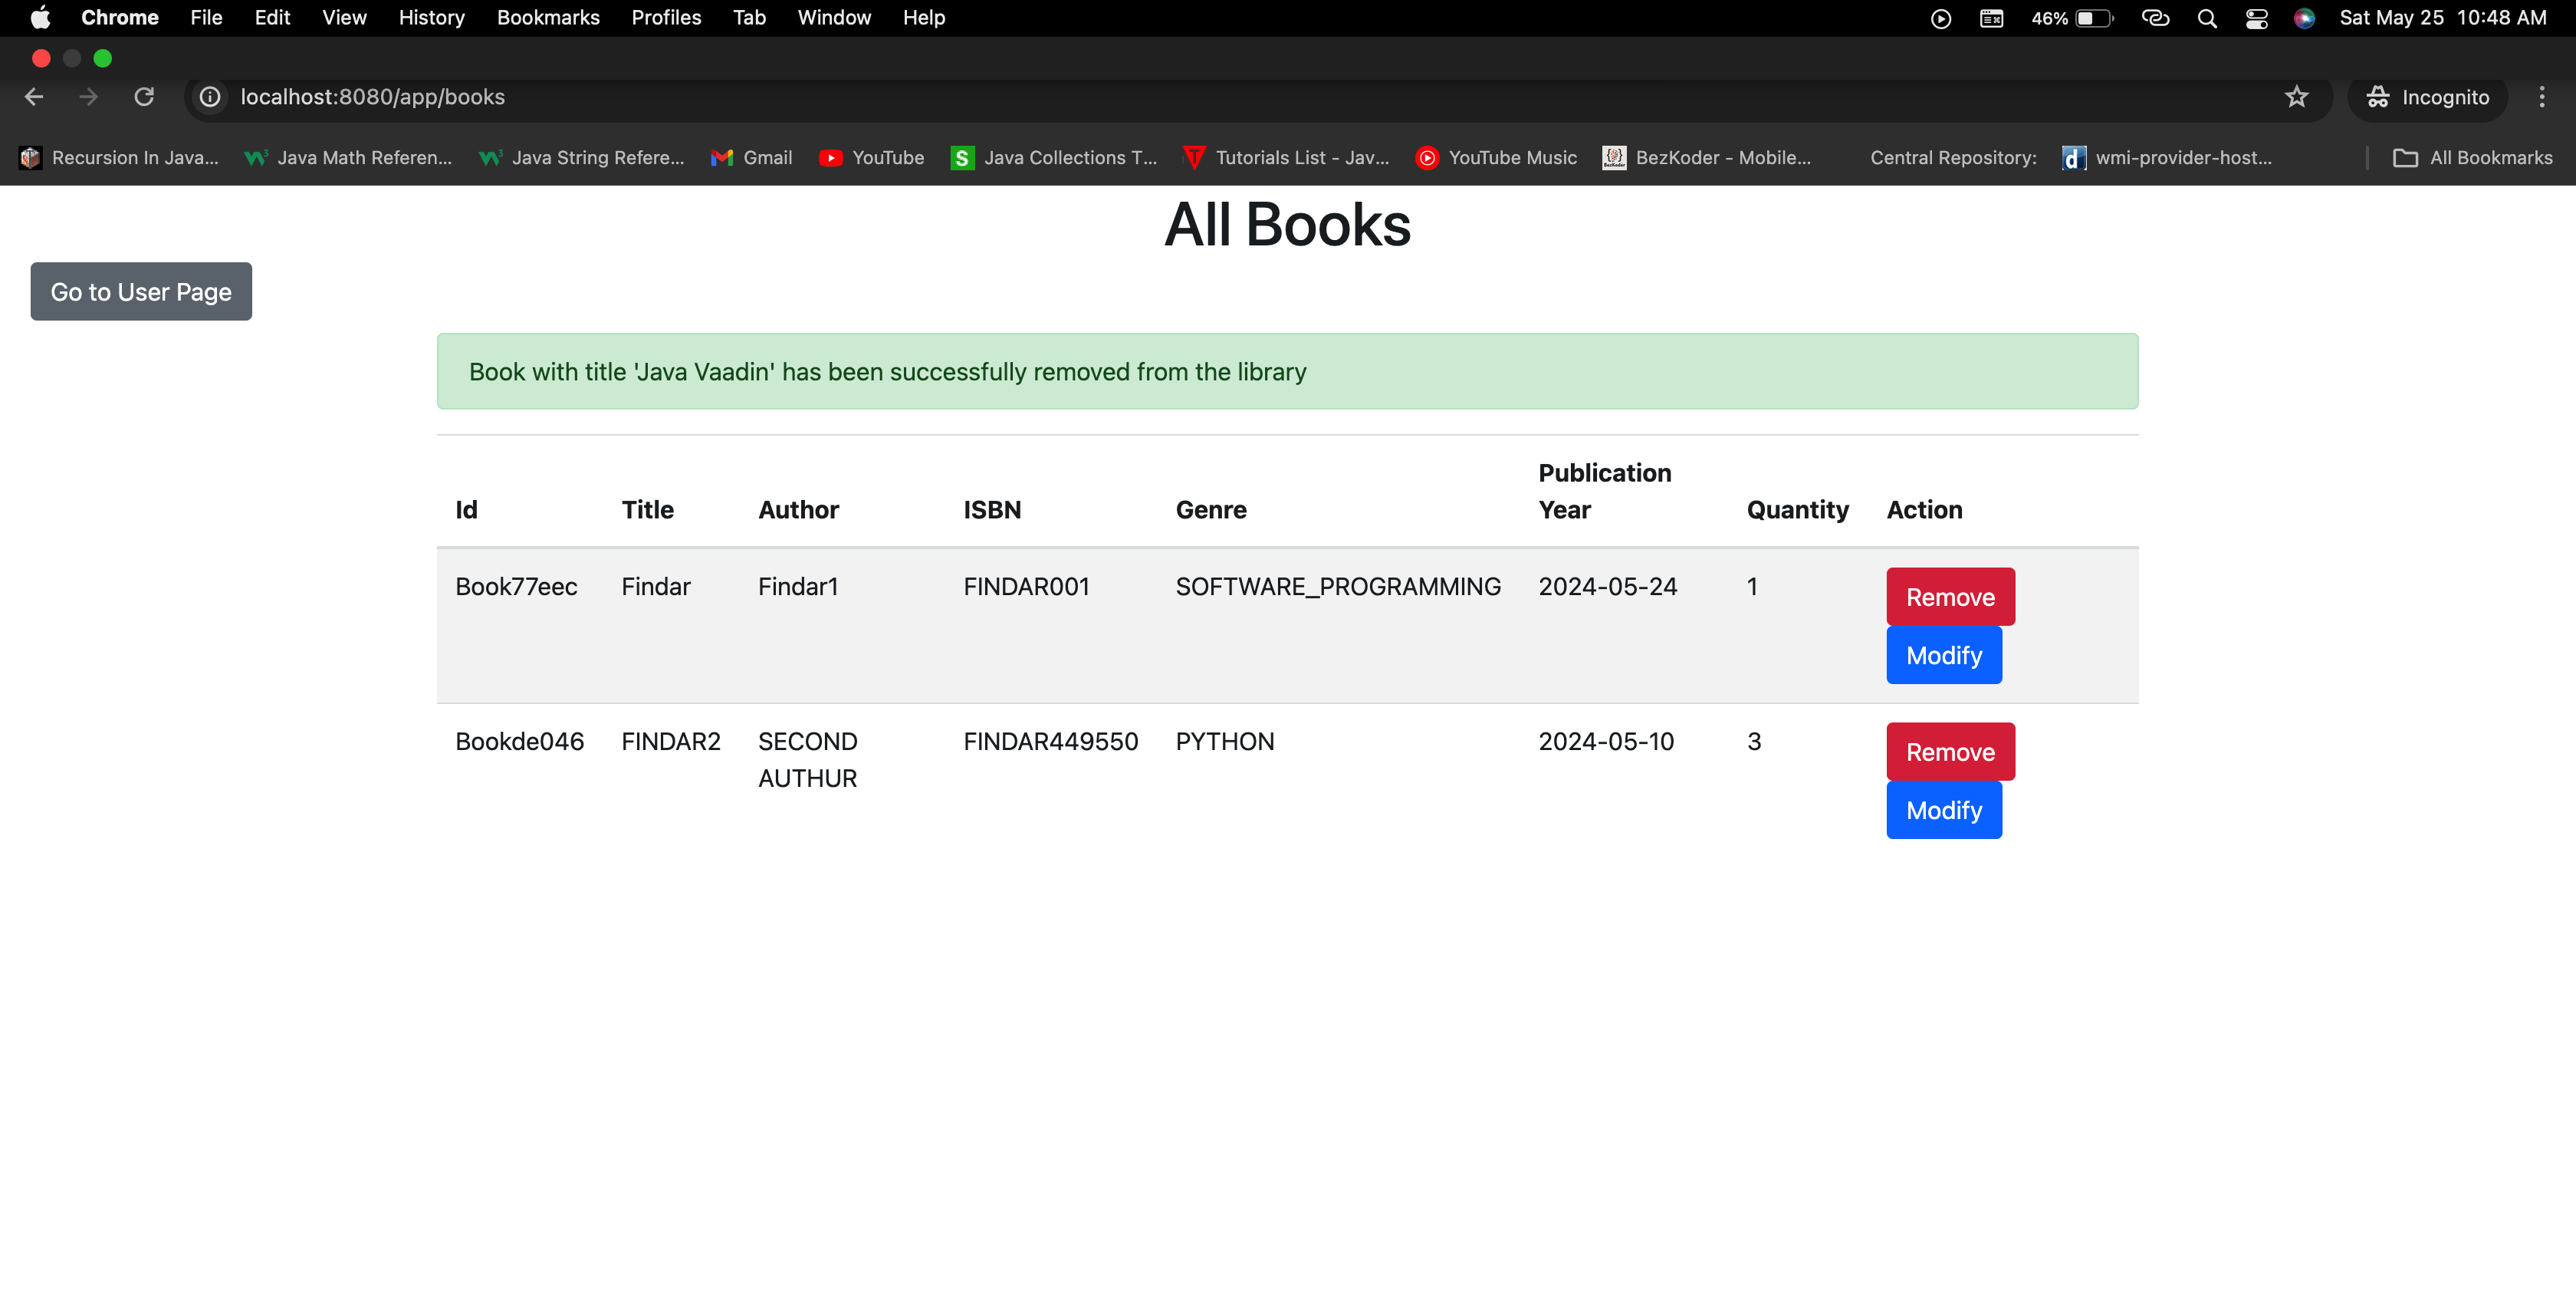 Chrome File Edit View History Bookmarks Profiles Tab Window Help 46% Sat May 25 10:48 AM
localhost:8080/app/books Incognito
Recursion In Java... Java Math Referen... Java String Refere... Gmail YouTube Java Collections T... Tutorials List - Jav... YouTube Music BezKoder - Mobile... Central Repository: wmi-provider-host... All Bookmarks
All Books
Go to User Page
Book with title 'Java Vaadin' has been successfully removed from the library
Id Title Author ISBN Genre Publication Year Quantity Action
Book77eec Findar Findar1 FINDAR001 SOFTWARE_PROGRAMMING 2024-05-24 1 Remove
Modify
Bookde046 FINDAR2 SECOND AUTHUR FINDAR449550 PYTHON 2024-05-10 3 Remove
Modify